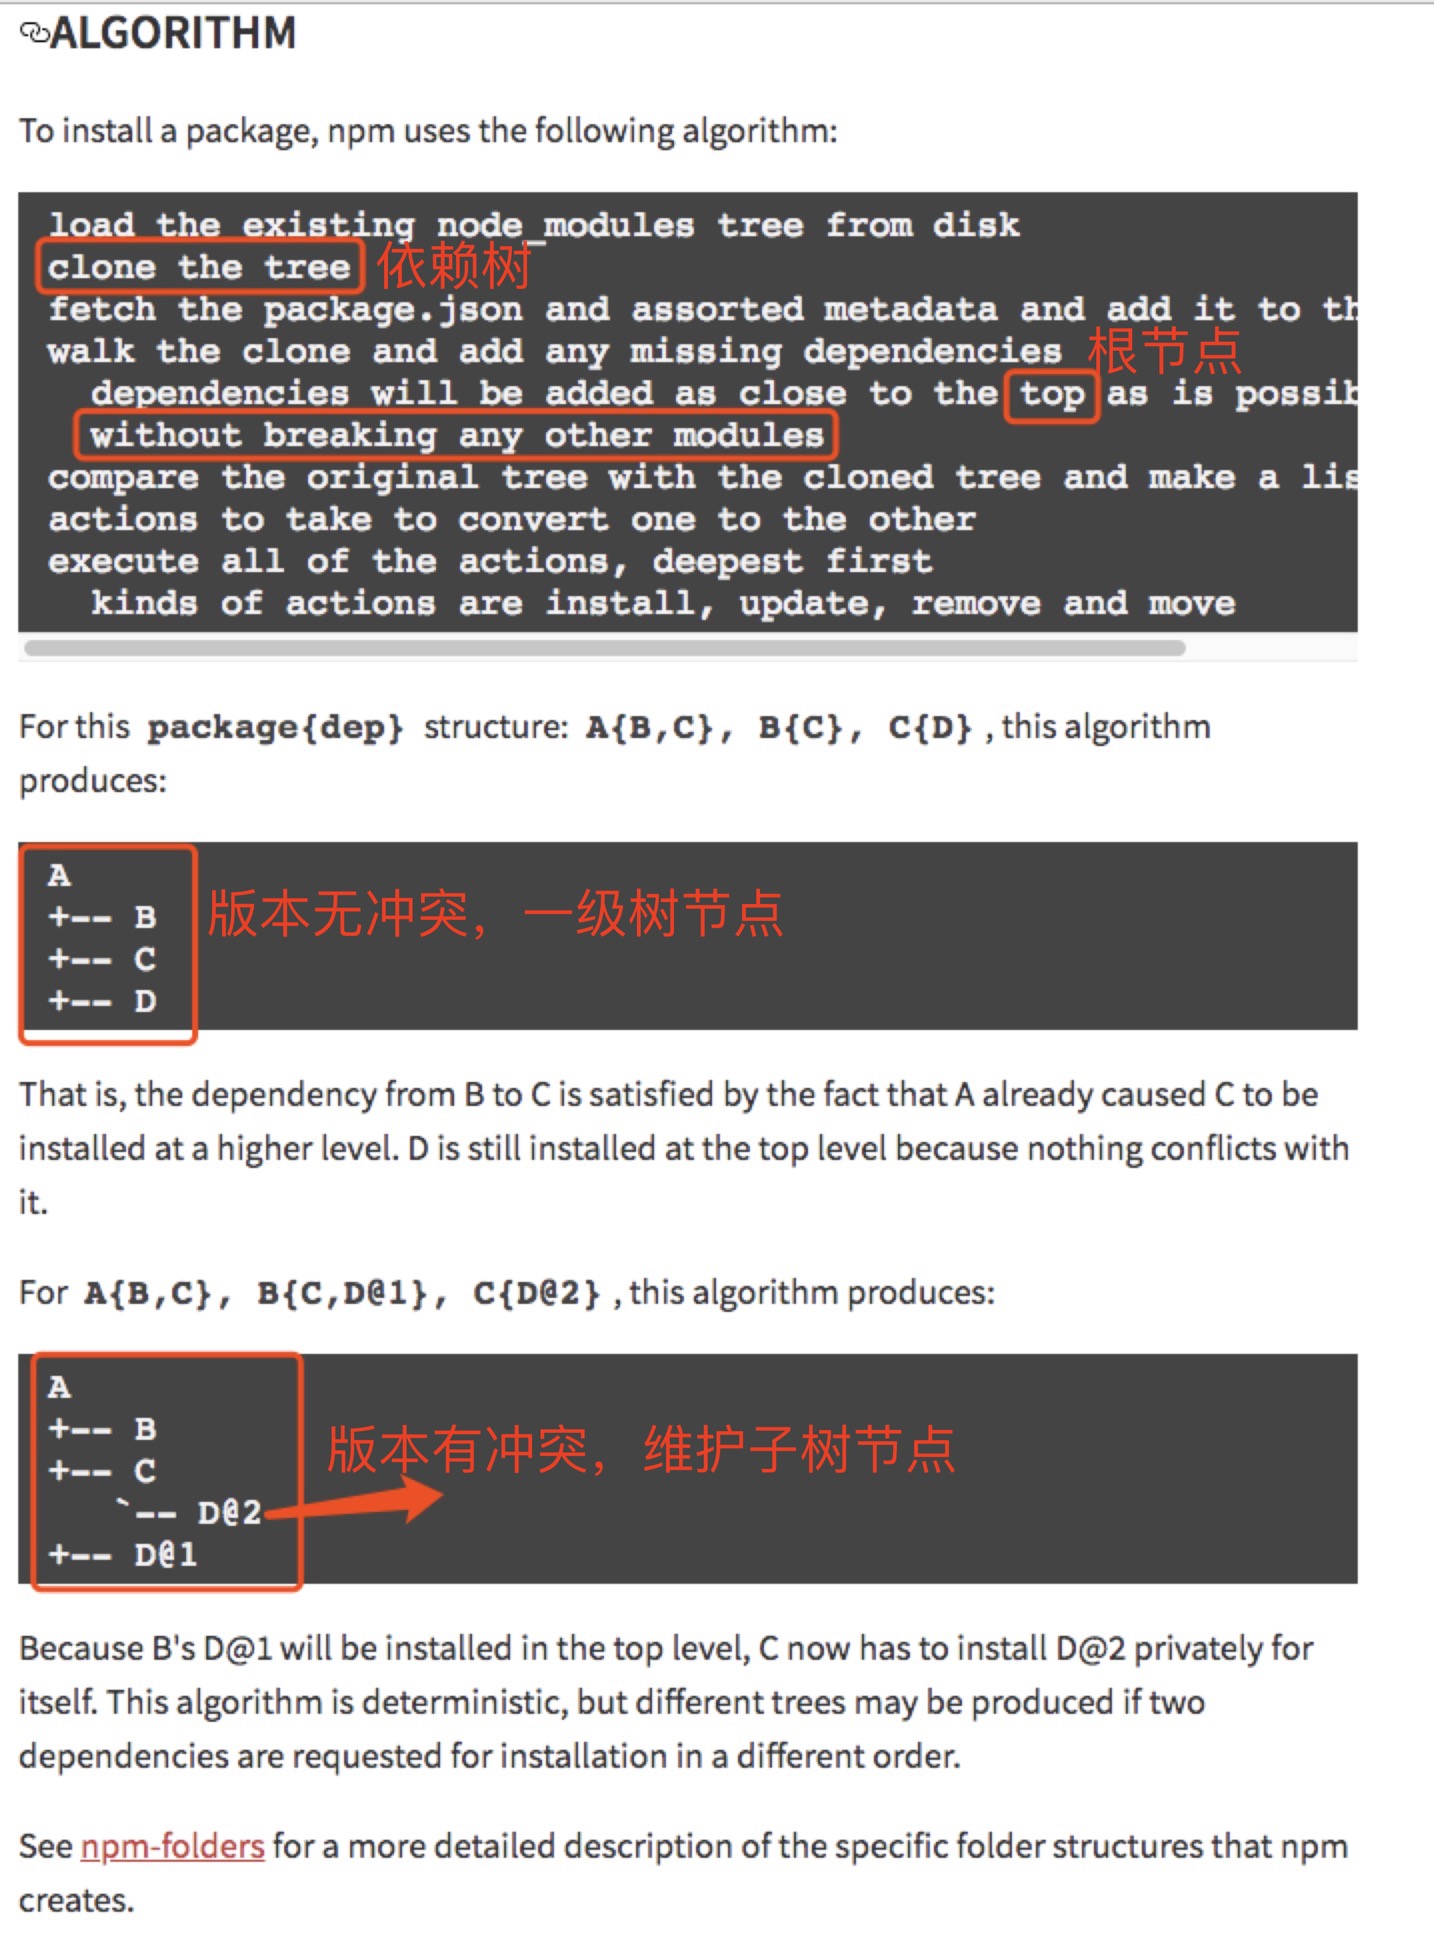 ALGORITHM
To install a package, npm uses the following algorithm:
load the existing node_modules tree from disk
clone the tree 依赖树
fetch the package.json and assorted metadata and add it to th
walk the clone and add any missing dependencies 根节点
dependencies will be added as close to the top as is possib
without breaking any other modules
compare the original tree with the cloned tree and make a lis
actions to take to convert one to the other
execute all of the actions, deepest first
kinds of actions are install, update, remove and move
For this package{dep} structure: A{B,C}, B{C}, C{D} , this algorithm
produces:
A
+-- B 版本无冲突，一级树节点
+-- C
+-- D
That is, the dependency from B to C is satisfied by the fact that A already caused C to be
installed at a higher level. D is still installed at the top level because nothing conflicts with
it.
For A{B,C}, B{C,D@1}, C{D@2} , this algorithm produces:
A
+-- B 版本有冲突，维护子树节点
+-- C
`-- D@2
+-- D@1
Because B's D@1 will be installed in the top level, C now has to install D@2 privately for
itself. This algorithm is deterministic, but different trees may be produced if two
dependencies are requested for installation in a different order.
See npm-folders for a more detailed description of the specific folder structures that npm
creates.